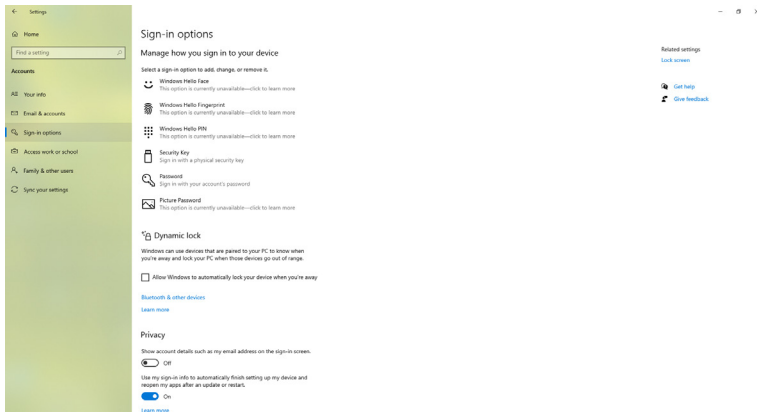 Settings
Home
Find a setting
Accounts
Your info
Email & accounts
Sign-in options
Access work or school
Family & other users
Sync your settings
Sign-in options
Manage how you sign in to your device
Select a sign-in option to add, change, or remove it.
Windows Hello Face
This option is currently unavailable—click to learn more
Windows Hello Fingerprint
This option is currently unavailable—click to learn more
Windows Hello PIN
This option is currently unavailable—click to learn more
Security Key
Sign in with a physical security key
Password
Sign in with your account's password
Picture Password
This option is currently unavailable—click to learn more
Dynamic lock
Windows can use devices that are paired to your PC to know when
you're away and lock your PC when those devices go out of range.
Allow Windows to automatically lock your device when you're away
Bluetooth & other devices
Learn more
Privacy
Show account details such as my email address on the sign-in screen.
Off
Use my sign-in info to automatically finish setting up my device and
reopen my apps after an update or restart.
On
Learn more
Related settings
Lock screen
Get help
Give feedback